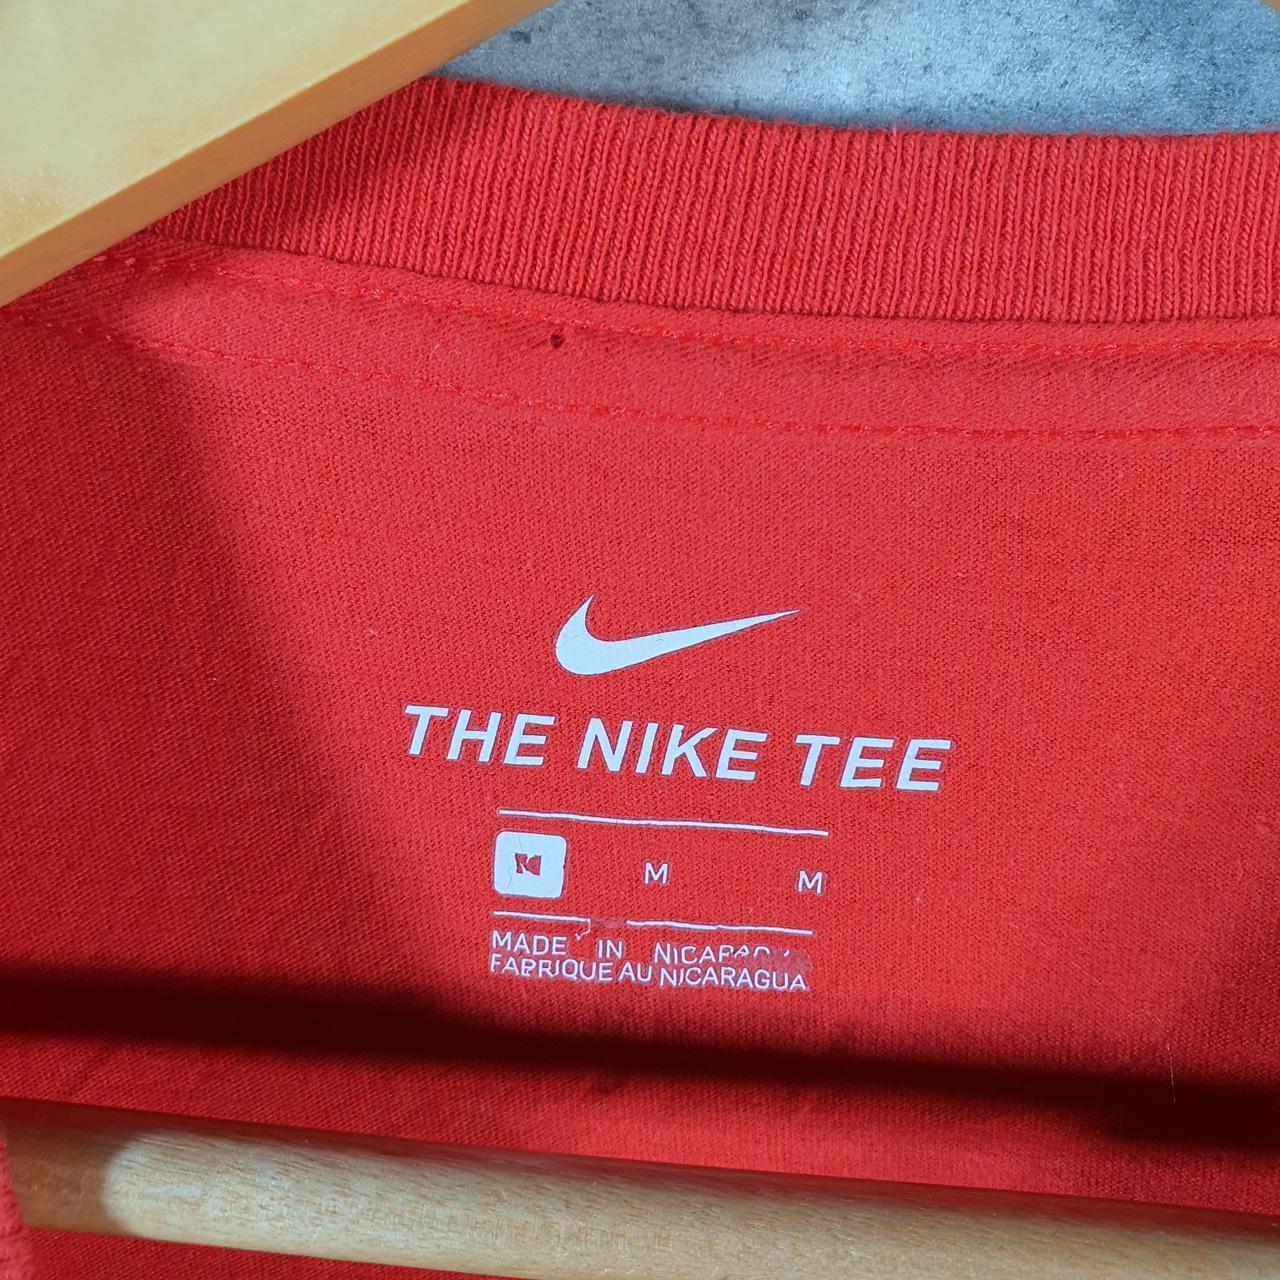 THE NIKE TEE
M M M
MADE IN
FABRIQUE AU NICARAGUA